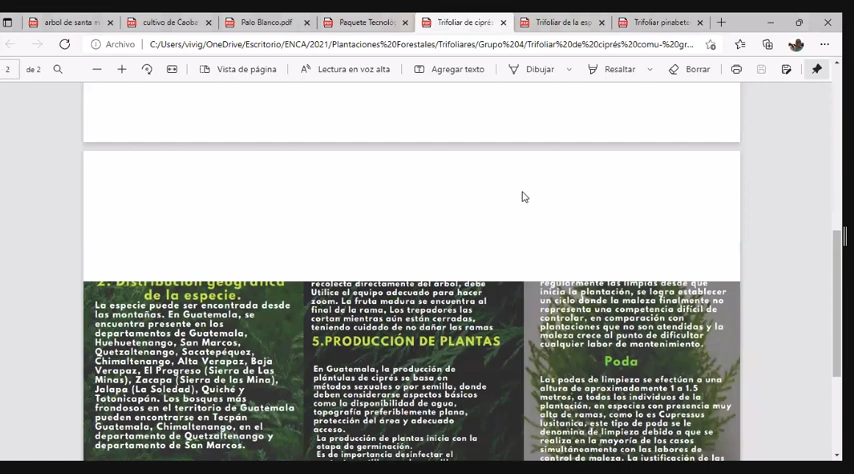 arbol de santa m
cultivo de Caoba
Palo Blanco.pdf
Paquete Tecnológ
Trifoliar de ciprés
Trifoliar de la esp
Trifoliar pinabete
Archivo
C:/Users/vivig/OneDrive/Escritorio/ENCA/2021/Plantaciones%20Forestales/Trifoliares/Grupo%204/Trifoliar%20de%20ciprés%20comu-%20gr...
2 de 2
Vista de página
Lectura en voz alta
Agregar texto
Dibujar
Resaltar
Borrar
2. Distribución geográfica
de la especie.
La especie puede ser encontrada desde
las montañas. En Guatemala, se
encuentra presente en los
departamentos de Guatemala,
Huehuetenango, San Marcos,
Quetzaltenango, Sacatepéquez,
Chimaltenango, Alta Verapaz, Baja
Verapaz, El Progreso (Sierra de Las
Minas), Zacapa (Sierra de las Mina),
Jalapa (La Soledad), Quiché y
Totonicapán. Los bosques más
frondosos en el territorio de Guatemala
pueden encontrarse en Tecpán
Guatemala, Chimaltenango, en el
departamento de Quetzaltenango y
departamento de San Marcos.
recolecta directamente del árbol, debe
Utilice el equipo adecuado para hacer
zoom. La fruta madura se encuentra al
final de la rama, Los trepadores las
cortan mientras aún están cerradas,
teniendo cuidado de no dañar las ramas
5.PRODUCCIÓN DE PLANTAS
En Guatemala, la producción de
plántulas de ciprés se basa en
métodos sexuales o por semilla, donde
deben considerarse aspectos básicos
como la disponibilidad de agua,
topografía preferiblemente plana,
protección del área y adecuado
acceso.
La producción de plantas inicia con la
etapa de germinación.
Es de importancia desinfectar el
regularmente las limpias desde que
inicia la plantación, se logra establecer
un ciclo donde la maleza finalmente no
representa una competencia difícil de
controlar, en comparación con
plantaciones que no son atendidas y la
maleza crece al punto de dificultar
cualquier labor de mantenimiento.
Poda
Las podas de limpieza se efectúan a una
altura de aproximadamente 1 a 1.5
metros, a todos los individuos de la
plantación, en especies con presencia muy
alta de ramas, como lo es Cupressus
lusitanica, este tipo de poda se le
denomina de limpieza debido a que se
realiza en la mayoría de los casos
simultáneamente con las labores de
control de maleza. La justificación de las